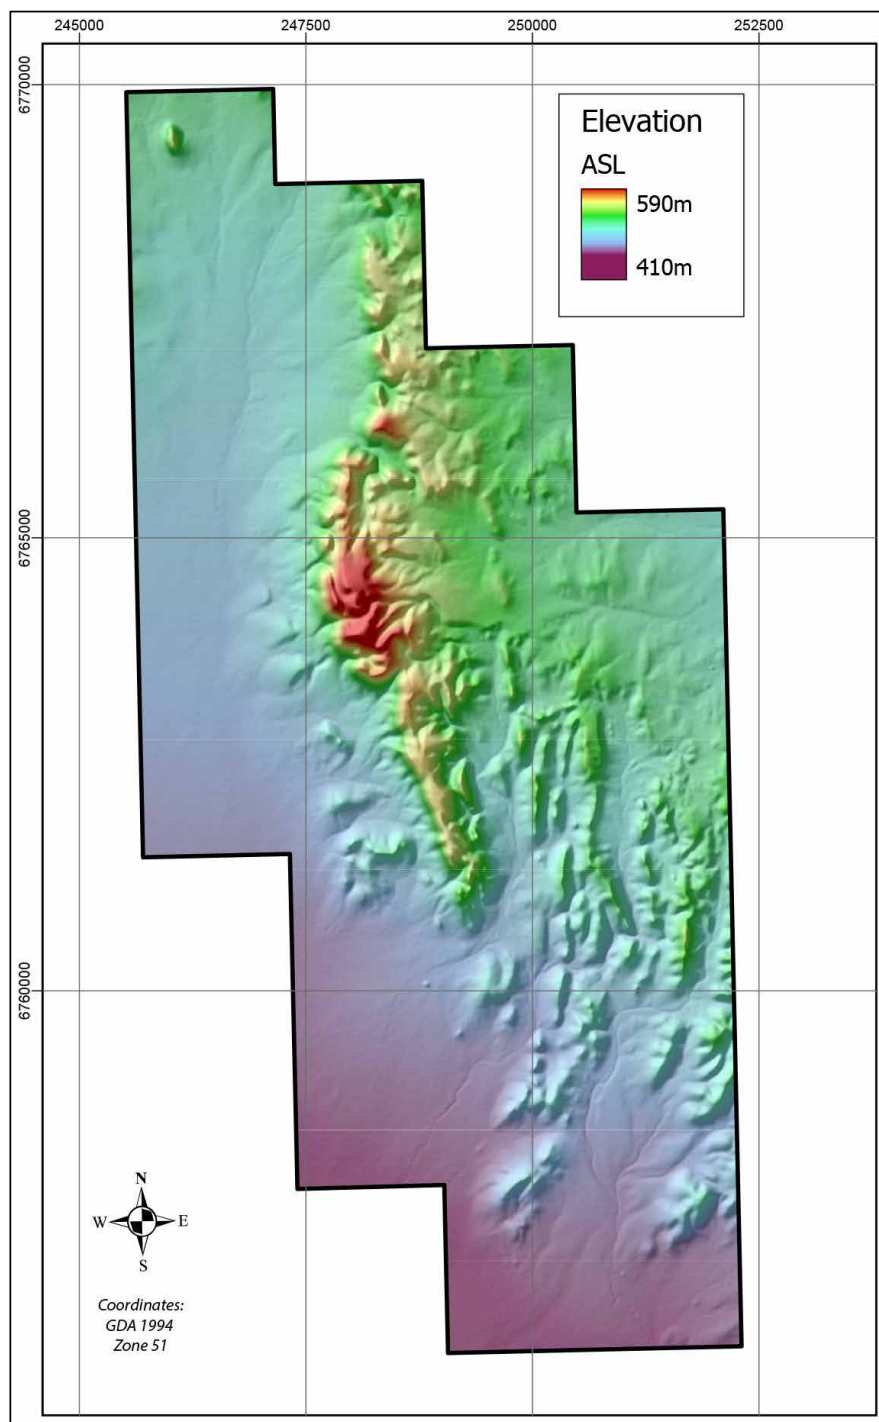 245000 247500 250000 252500
6770000
Elevation
ASL
590m
410m
6765000
6760000
N
W E
S
Coordinates:
GDA 1994
Zone 51